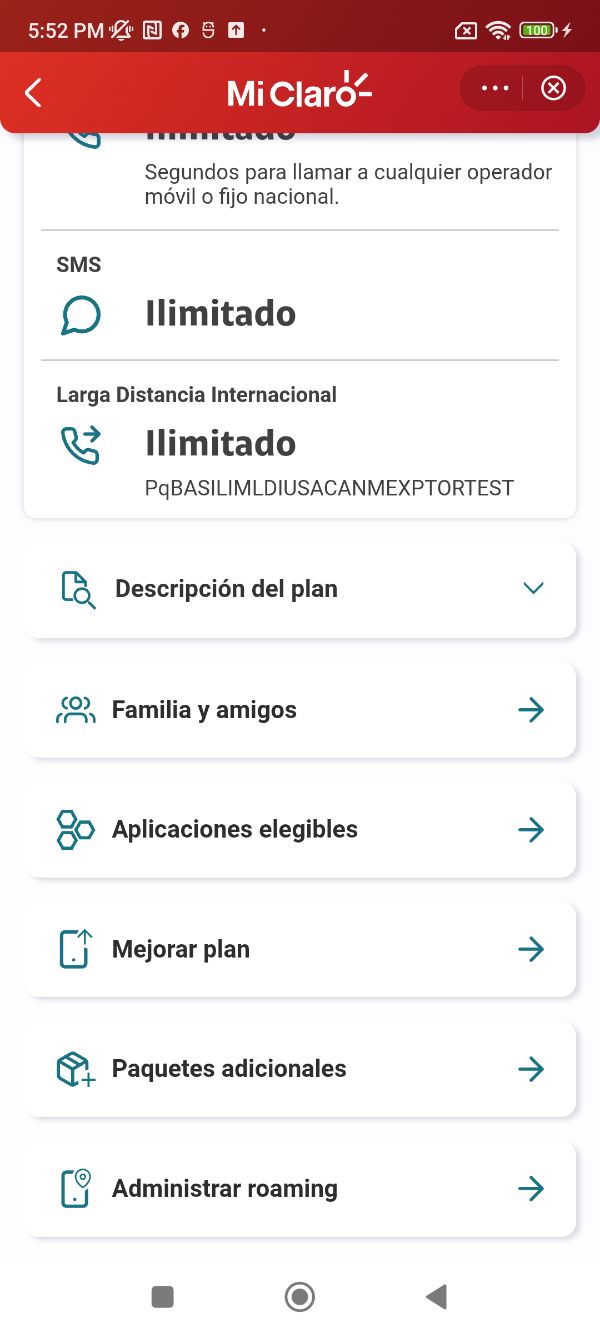 5:52 PM
100
Mi Claro
Ilimitado
Segundos para llamar a cualquier operador
móvil o fijo nacional.
SMS
Ilimitado
Larga Distancia Internacional
Ilimitado
PqBASILIMLDIUSACANMEXPTORTEST
Descripción del plan
Familia y amigos
Aplicaciones elegibles
Mejorar plan
Paquetes adicionales
Administrar roaming